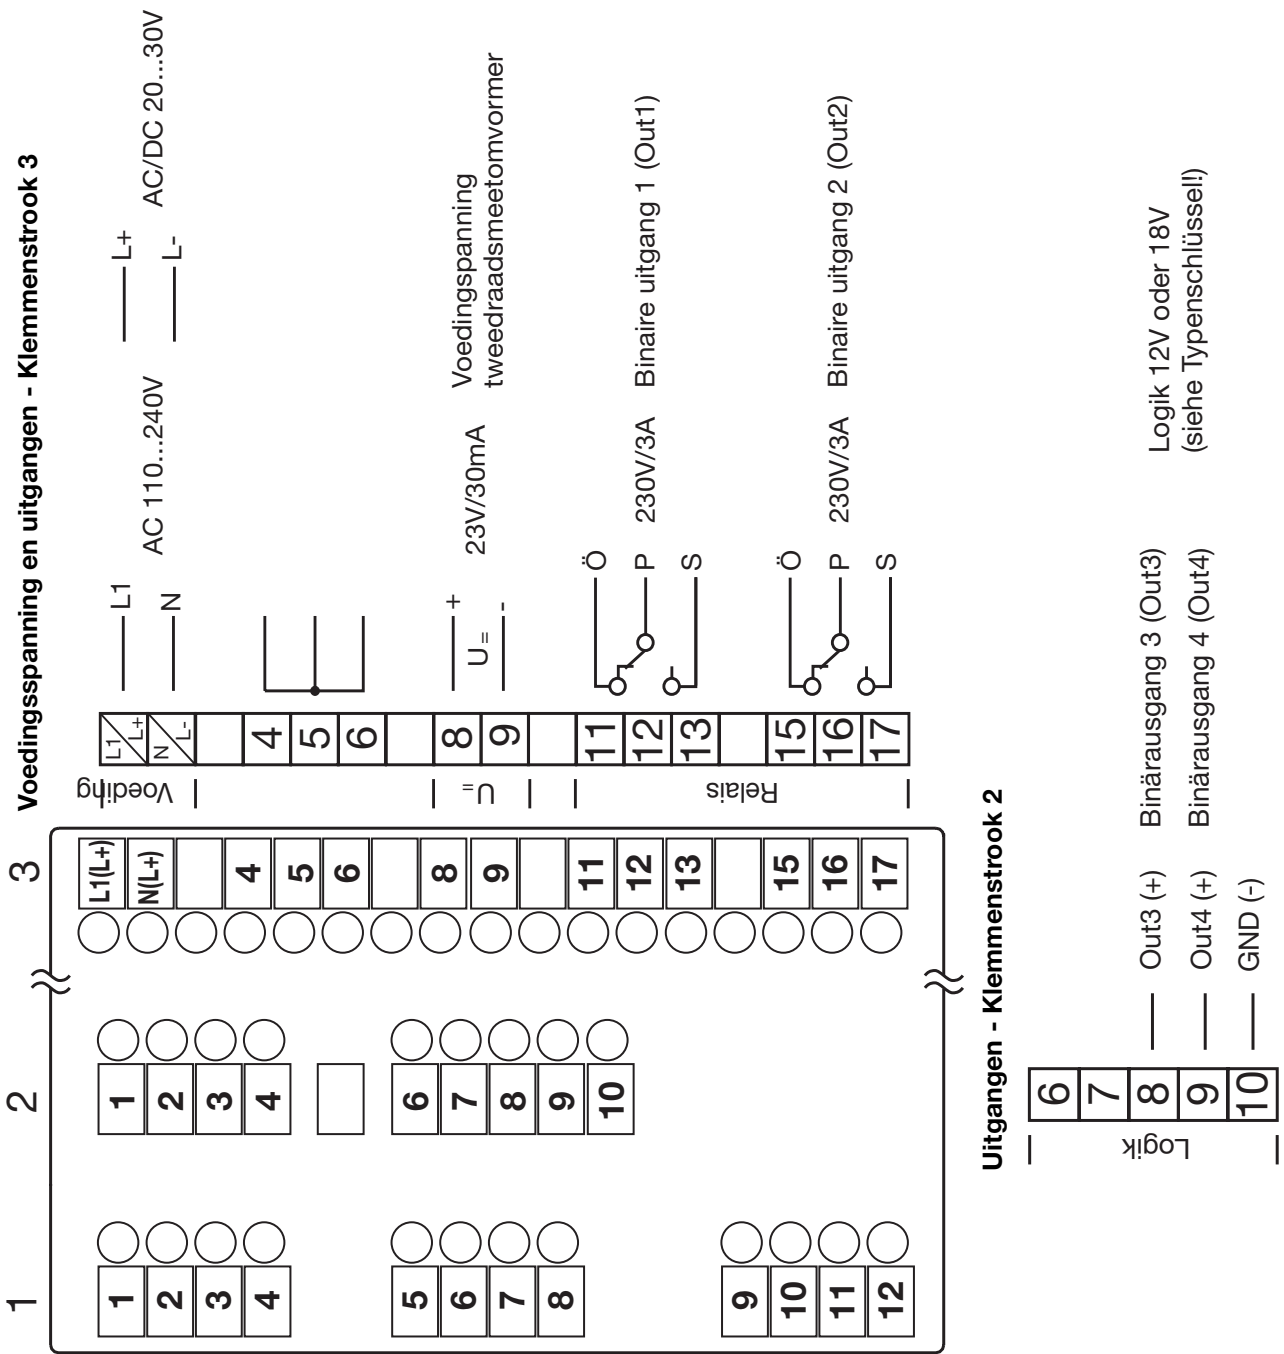 Voedingsspanning en uitgangen - Klemmenstrook 3
L1
N
AC 110...240V
L+
L-
AC/DC 20...30V
+
U=
-
23V/30mA
Voedingspanning
tweedraadsmeetomvormer
Ö
P
S
230V/3A
Binaire uitgang 1 (Out1)
Ö
P
S
230V/3A
Binaire uitgang 2 (Out2)
L1
L+
N
L-
4
5
6
8
9
11
12
13
15
16
17
Voeding
U=
Relais
3
L1(L+)
N(L+)
4
5
6
8
9
11
12
13
15
16
17
2
1
2
3
4
6
7
8
9
10
1
1
2
3
4
5
6
7
8
9
10
11
12
Uitgangen - Klemmenstrook 2
Logik
6
7
8
9
10
Out3 (+)
Out4 (+)
GND (-)
Binärausgang 3 (Out3)
Binärausgang 4 (Out4)
Logik 12V oder 18V
(siehe Typenschlüssel!)